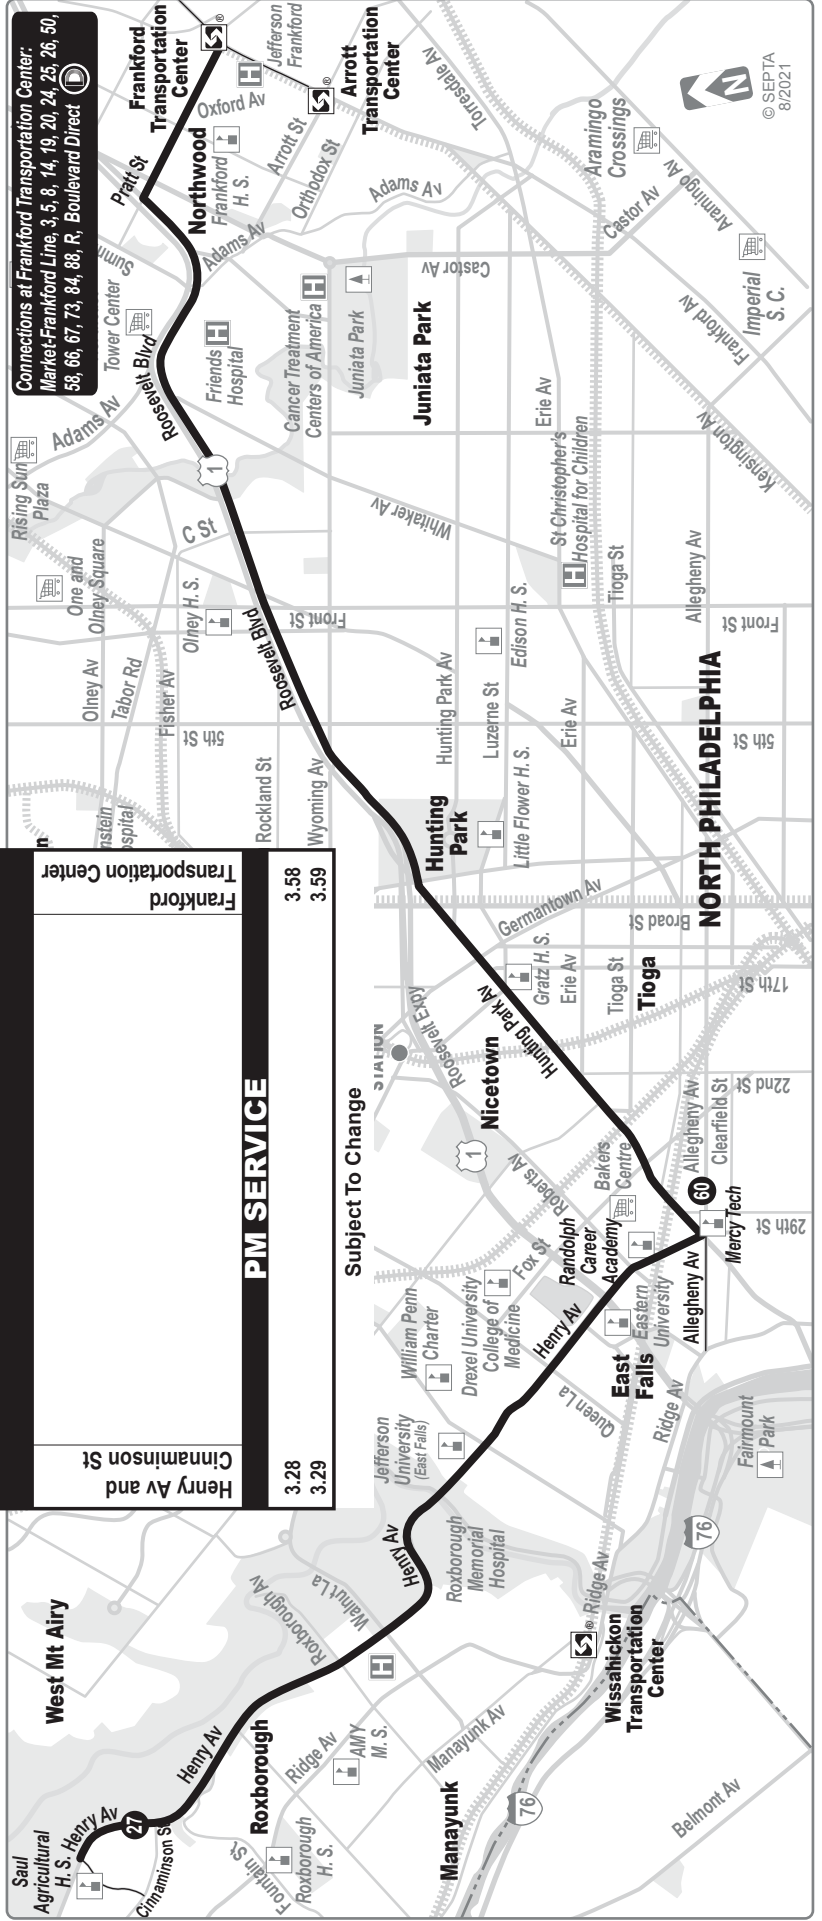 Connections at Frankford Transportation Center:
Market-Frankford Line, 3, 5, 8, 14, 19, 20, 24, 25, 26, 50,
58, 66, 67, 73, 84, 88, R, Boulevard Direct D
Frankford
Transportation
Center
®
Jefferson
Frankford
H
Arrott
Transportation
Center
®
Oxford Av
Pratt St
Northwood
Frankford
H. S.
Arrott St
Orthodox St
Adams Av
Adams Av
Torresdale Av
Aramingo
Crossings
Castor Av
Aramingo Av
N
© SEPTA
8/2021
Tower Center
Roosevelt Blvd
Friends
Hospital
H
Cancer Treatment
Centers of America
H
Juniata Park
Castor Av
Juniata Park
Frankford Av
Imperial
S. C.
Rising Sun
Plaza
Adams Av
1
C St
Whitaker Av
Erie Av
St Christopher's
Hospital for Children
H
Kensington Av
One and
Olney Square
Olney H. S.
Front St
Edison H. S.
Tioga St
Allegheny Av
Front St
Olney Av
Tabor Rd
Fisher Av
5th St
Roosevelt Blvd
Hunting Park Av
Luzerne St
Erie Av
5th St
NORTH PHILADELPHIA
Rockland St
Wyoming Av
Hunting
Park
Little Flower H. S.
nstein
ospital
n
Germantown Av
Broad St
Gratz H. S.
Erie Av
Tioga St
Tioga
17th St
Hunting Park Av
STATION
Roosevelt Expy
Nicetown
1
22nd St
Allegheny Av
Clearfield St
Roberts Av
Bakers
Centre
60
Mercy Tech
29th St
Randolph
Career
Academy
Fox St
Henry Av
Allegheny Av
Eastern
University
East
Falls
William Penn
Charter
Drexel University
College of
Medicine
Queen La
Ridge Av
Fairmount
Park
Jefferson
University
(East Falls)
76
Henry Av
Roxborough
Memorial
Hospital
Ridge Av
®
Wissahickon
Transportation
Center
West Mt Airy
Roxborough Av
Walnut La
H
Henry Av
Roxborough
Ridge Av
AMY
M. S.
Manayunk Av
Manayunk
76
Belmont Av
Saul
Agricultural
H. S.
Henry Av
27
Cinnaminson St
Fountain St
Roxborough
H. S.
Henry Av and
Cinnaminson St
Frankford
Transportation Center
PM SERVICE
3.28 3.58
3.29 3.59
Subject To Change